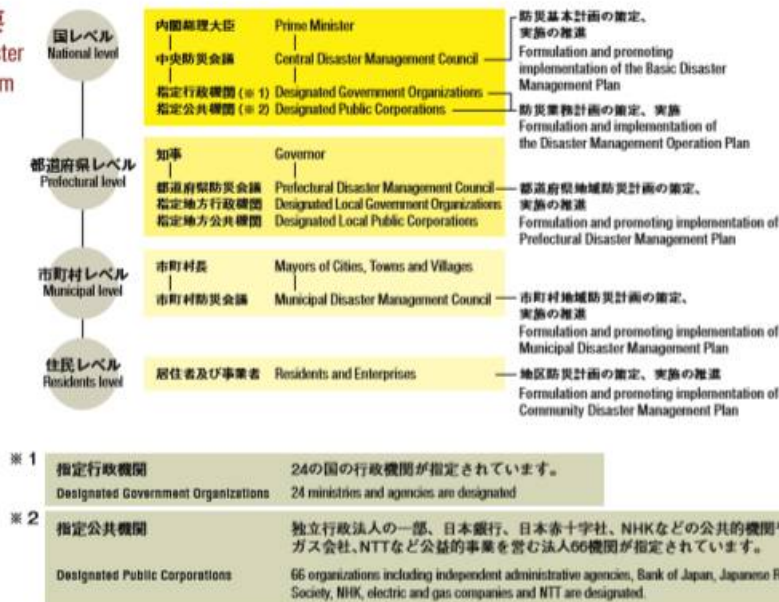 ster
m
国レベル
National level
内閣総理大臣 Prime Minister
中央防災会議 Central Disaster Management Council
指定行政機関 (※1) Designated Government Organizations
指定公共機関 (※2) Designated Public Corporations
防災基本計画の策定、
実施の推進
Formulation and promoting
implementation of the Basic Disaster
Management Plan
防災業務計画の策定、実施
Formulation and implementation of
the Disaster Management Operation Plan
都道府県レベル
Prefectural level
知事 Governor
都道府県防災会議 Prefectural Disaster Management Council
指定地方行政機関 Designated Local Government Organizations
指定地方公共機関 Designated Local Public Corporations
都道府県地域防災計画の策定、
実施の推進
Formulation and promoting implementation of
Prefectural Disaster Management Plan
市町村レベル
Municipal level
市町村長 Mayors of Cities, Towns and Villages
市町村防災会議 Municipal Disaster Management Council
市町村地域防災計画の策定、
実施の推進
Formulation and promoting implementation of
Municipal Disaster Management Plan
住民レベル
Residents level
居住者及び事業者 Residents and Enterprises
地区防災計画の策定、実施の推進
Formulation and promoting implementation of
Community Disaster Management Plan
※1
指定行政機関 24の国の行政機関が指定されています。
Designated Government Organizations 24 ministries and agencies are designated
※2
指定公共機関 独立行政法人の一部、日本銀行、日本赤十字社、NHKなどの公共的機関
ガス会社、NTTなど公益的事業を営む法人66機関が指定されています。
Designated Public Corporations 66 organizations including independent administrative agencies, Bank of Japan, Japanese
Society, NHK, electric and gas companies and NTT are designated.